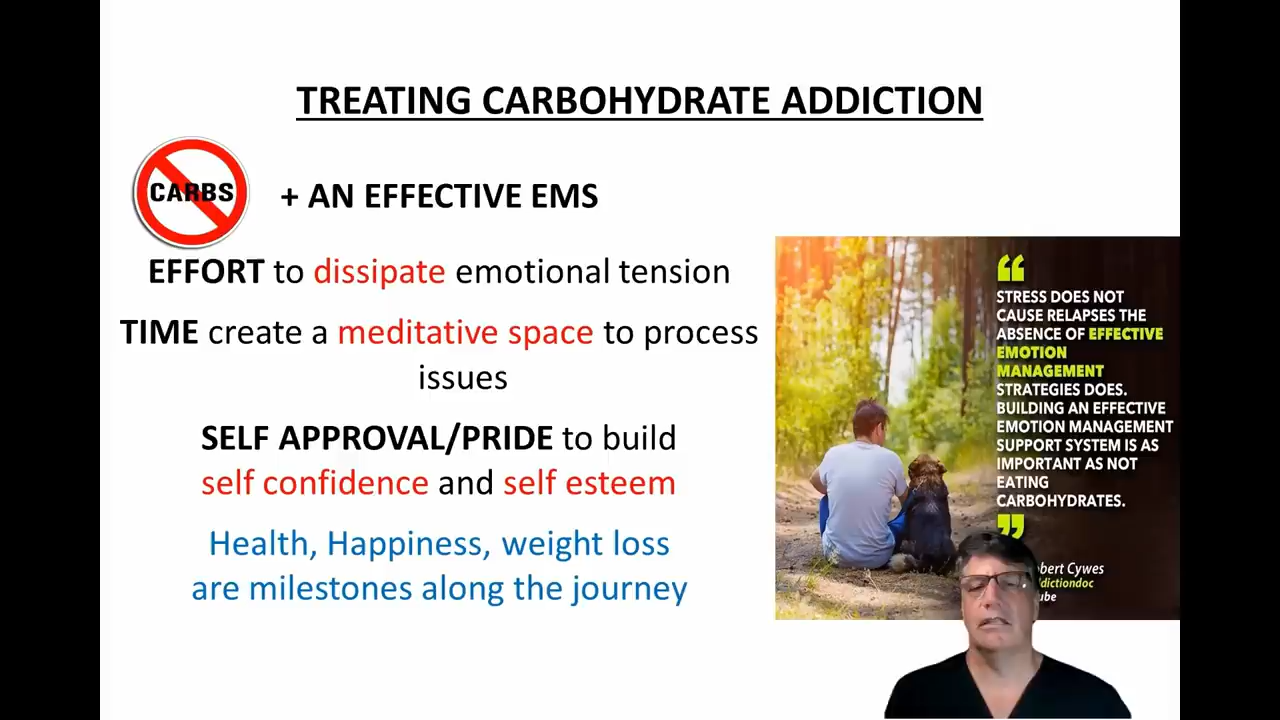 TREATING CARBOHYDRATE ADDICTION
CARBS
+ AN EFFECTIVE EMS
EFFORT to dissipate emotional tension
TIME create a meditative space to process
issues
SELF APPROVAL/PRIDE to build
self confidence and self esteem
Health, Happiness, weight loss
are milestones along the journey
“
STRESS DOES NOT
CAUSE RELAPSES THE
ABSENCE OF EFFECTIVE
EMOTION
MANAGEMENT
STRATEGIES DOES.
BUILDING AN EFFECTIVE
EMOTION MANAGEMENT
SUPPORT SYSTEM IS AS
IMPORTANT AS NOT
EATING
CARBOHYDRATES.
”
Cywes